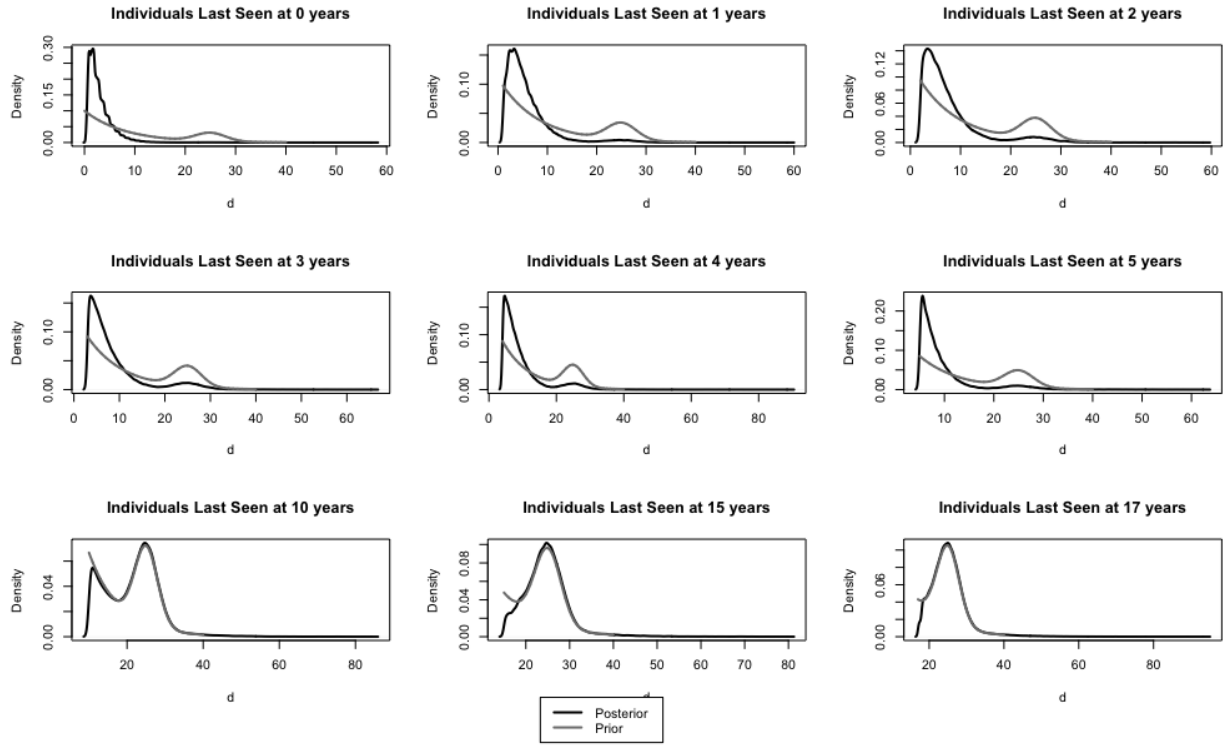 Individuals Last Seen at 0 years
Density
0.00 0.15 0.30
0 10 20 30 40 50 60
d
Individuals Last Seen at 1 years
Density
0.00 0.10
0 10 20 30 40 50 60
d
Individuals Last Seen at 2 years
Density
0.00 0.06 0.12
0 10 20 30 40 50 60
d
Individuals Last Seen at 3 years
Density
0.00 0.10
0 10 20 30 40 50 60
d
Individuals Last Seen at 4 years
Density
0.00 0.10
0 20 40 60 80
d
Individuals Last Seen at 5 years
Density
0.00 0.10 0.20
10 20 30 40 50 60
d
Individuals Last Seen at 10 years
Density
0.00 0.04
20 40 60 80
d
Individuals Last Seen at 15 years
Density
0.00 0.04 0.08
20 30 40 50 60 70 80
d
Individuals Last Seen at 17 years
Density
0.00 0.06
20 40 60 80
d
Posterior
Prior